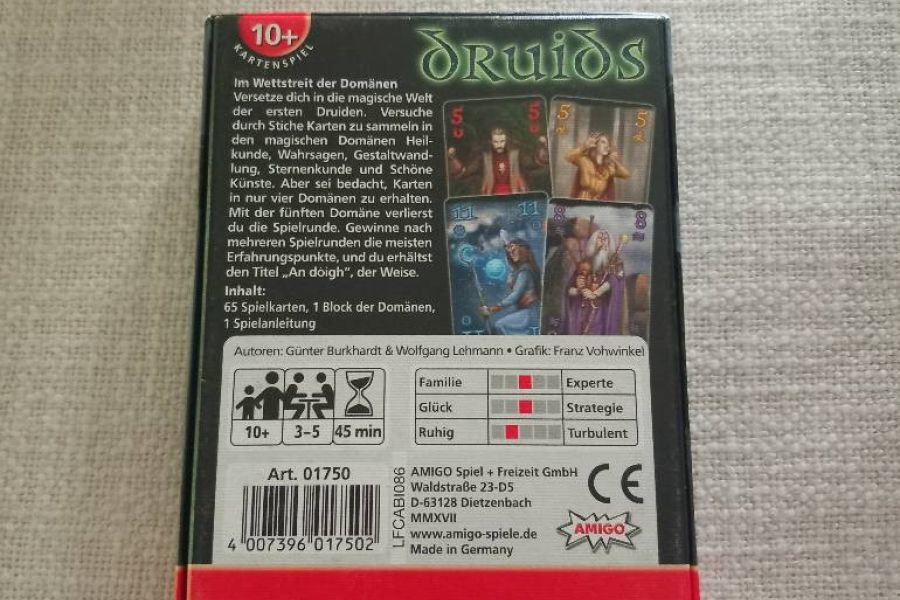 10+
KARTENSPIEL
DRUIDS
Im Wettstreit der Domänen
Versetze dich in die magische Welt
der ersten Druiden. Versuche
durch Stiche Karten zu sammeln in
den magischen Domänen Heil-
kunde, Wahrsagen, Gestaltwand-
lung, Sternenkunde und Schöne
Künste. Aber sei bedacht, Karten
in nur vier Domänen zu erhalten.
Mit der fünften Domäne verlierst
du die Spielrunde. Gewinne nach
mehreren Spielrunden die meisten
Erfahrungspunkte, und du erhältst
den Titel „An dòigh", der Weise.
Inhalt:
65 Spielkarten, 1 Block der Domänen,
1 Spielanleitung
5 5
5 5
11 11
8 8
Autoren: Günter Burkhardt & Wolfgang Lehmann • Grafik: Franz Vohwinkel
10+ 3–5 45 min
Familie Experte
Glück Strategie
Ruhig Turbulent
Art. 01750
4 007396 017502
LFCABI086
AMIGO Spiel + Freizeit GmbH
Waldstraße 23-D5
D-63128 Dietzenbach
MMXVII
www.amigo-spiele.de
Made in Germany
CE
AMIGO